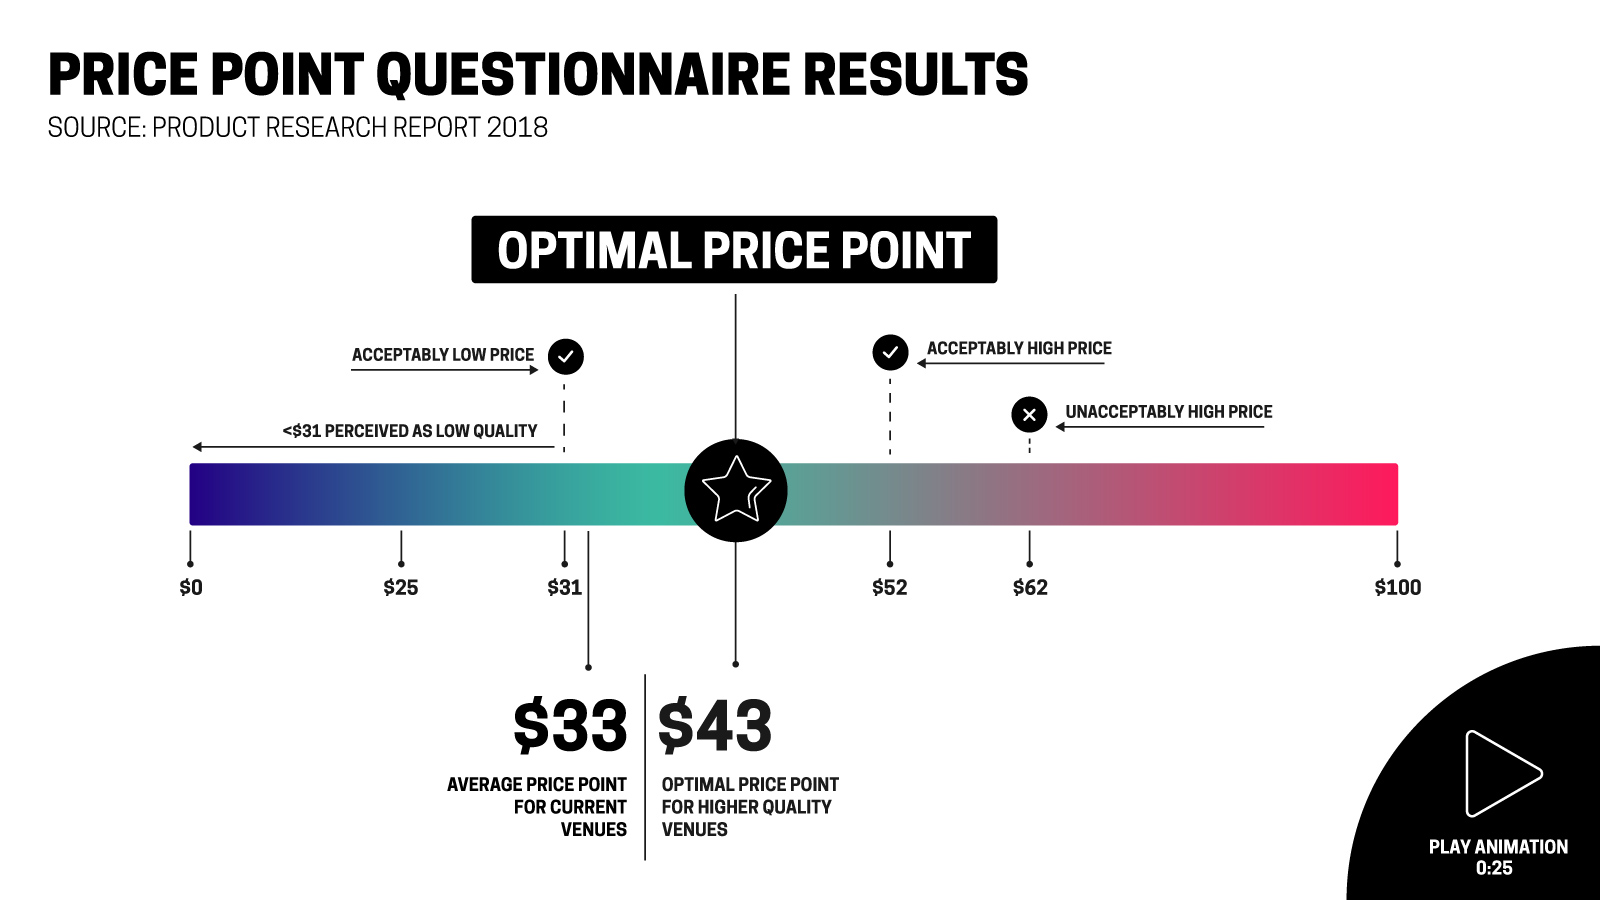 PRICE POINT QUESTIONNAIRE RESULTS
SOURCE: PRODUCT RESEARCH REPORT 2018
OPTIMAL PRICE POINT
ACCEPTABLY LOW PRICE
ACCEPTABLY HIGH PRICE
UNACCEPTABLY HIGH PRICE
<$31 PERCEIVED AS LOW QUALITY
$0
$25
$31
$52
$62
$100
$33
AVERAGE PRICE POINT
FOR CURRENT
VENUES
$43
OPTIMAL PRICE POINT
FOR HIGHER QUALITY
VENUES
PLAY ANIMATION
0:25